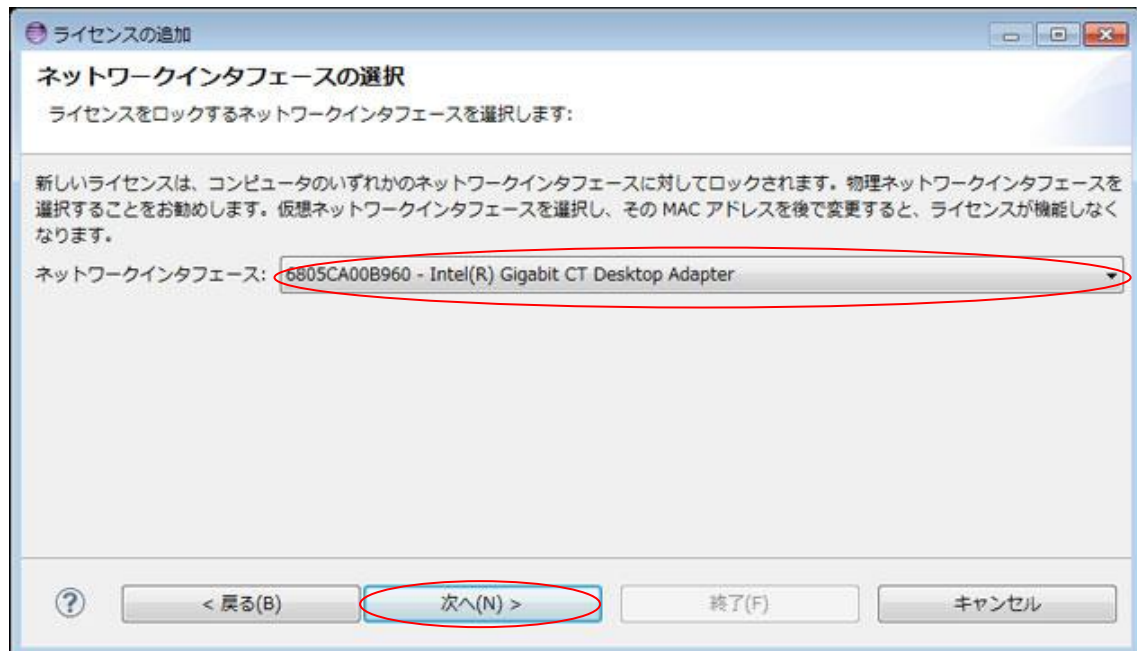 ライセンスの追加
ネットワークインタフェースの選択
ライセンスをロックするネットワークインタフェースを選択します:
新しいライセンスは、コンピュータのいずれかのネットワークインタフェースに対してロックされます。物理ネットワークインタフェースを
選択することをお勧めします。仮想ネットワークインタフェースを選択し、その MAC アドレスを後で変更すると、ライセンスが機能しなく
なります。
ネットワークインタフェース: 6805CA00B960 - Intel(R) Gigabit CT Desktop Adapter
? < 戻る(B) 次へ(N) > 終了(F) キャンセル